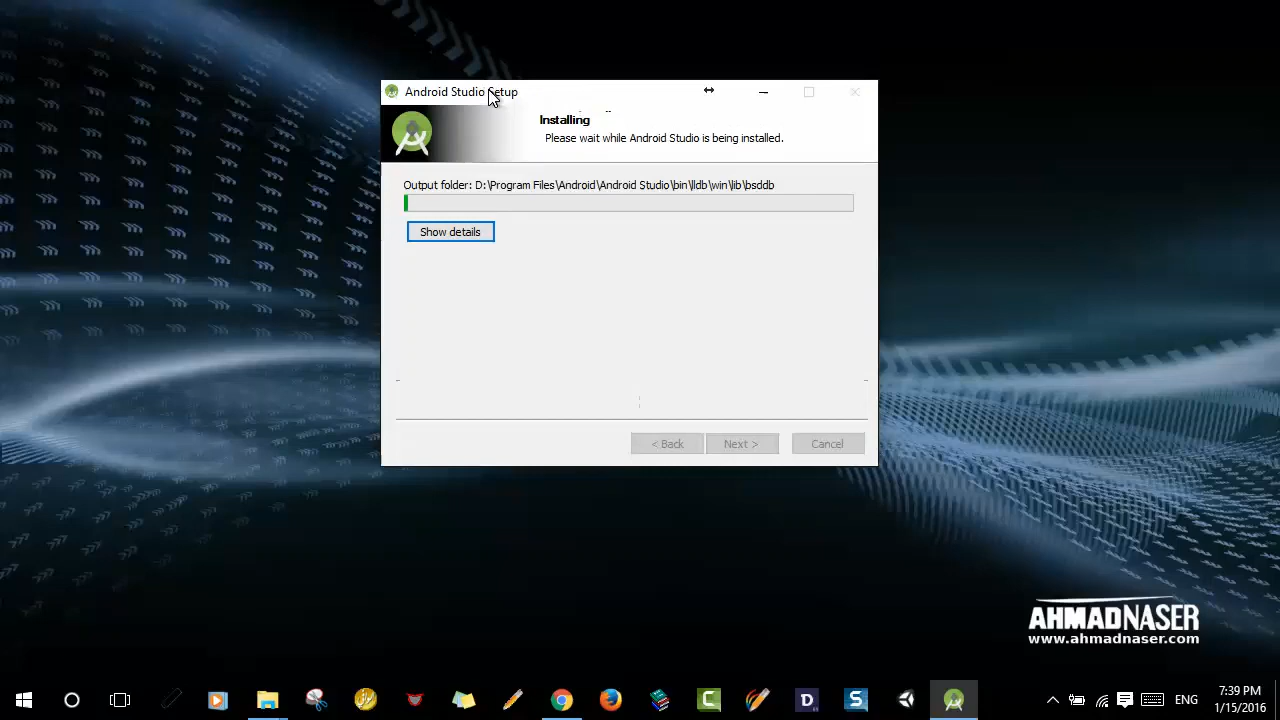 Android Studio Setup
Installing
Please wait while Android Studio is being installed.
Output folder: D:\Program Files\Android\Android Studio\bin\lldb\win\lib\bsddb
Show details
< Back
Next >
Cancel
AHMADNASER
www.ahmadnaser.com
ENG
7:39 PM
1/15/2016